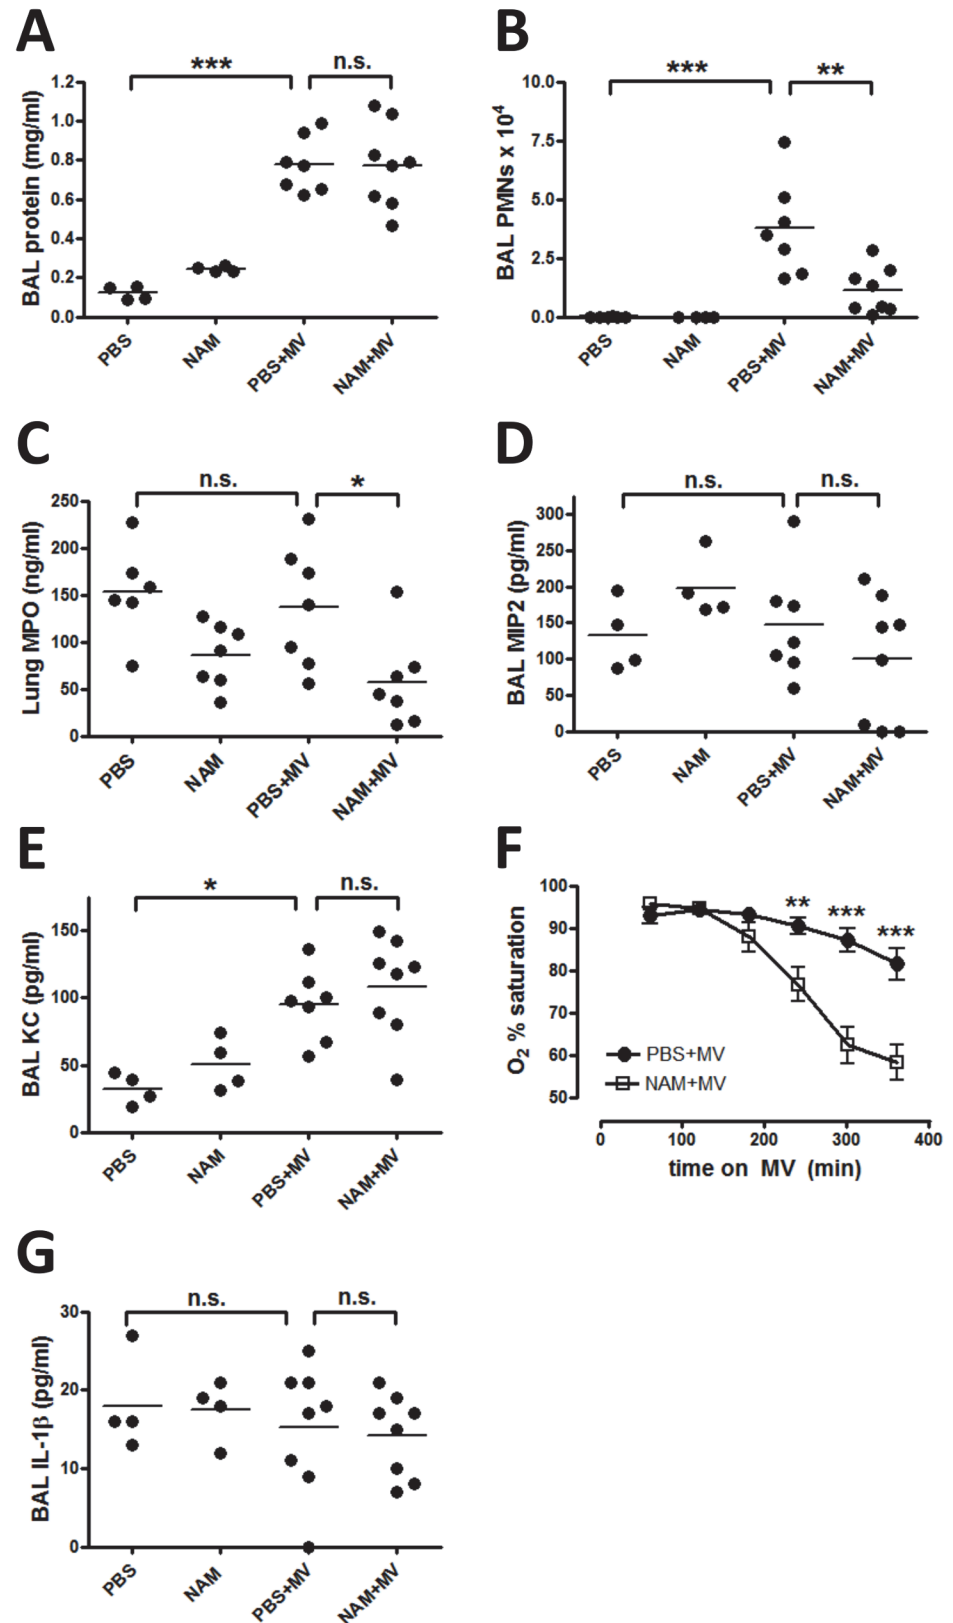 A
*** n.s.
BAL protein (mg/ml)
1.2
1.0
0.8
0.6
0.4
0.2
0.0
PBS NAM PBS+MV NAM+MV
B
*** **
BAL PMNs x 10⁴
10.0
7.5
5.0
2.5
0.0
PBS NAM PBS+MV NAM+MV
C
n.s. *
Lung MPO (ng/ml)
250
200
150
100
50
0
PBS NAM PBS+MV NAM+MV
D
n.s. n.s.
BAL MIP2 (pg/ml)
300
250
200
150
100
50
0
PBS NAM PBS+MV NAM+MV
E
* n.s.
BAL KC (pg/ml)
150
100
50
0
PBS NAM PBS+MV NAM+MV
F
O₂ % saturation
100
90
80
70
60
50
** *** ***
PBS+MV
NAM+MV
0 100 200 300 400
time on MV (min)
G
n.s. n.s.
BAL IL-1β (pg/ml)
30
20
10
0
PBS NAM PBS+MV NAM+MV